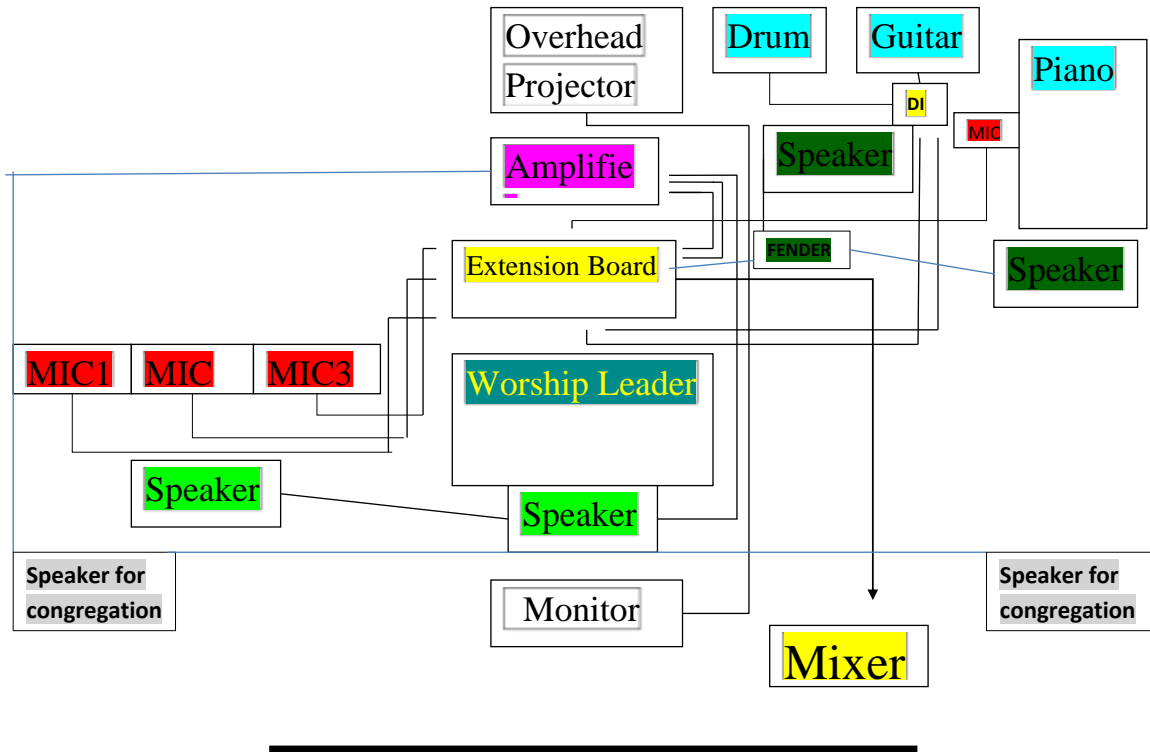 Overhead
Projector
Drum
Guitar
Piano
DI
MIC
Speaker
Amplifie
FENDER
Extension Board
Speaker
MIC1
MIC
MIC3
Worship Leader
Speaker
Speaker
Speaker for
congregation
Speaker for
congregation
Monitor
Mixer